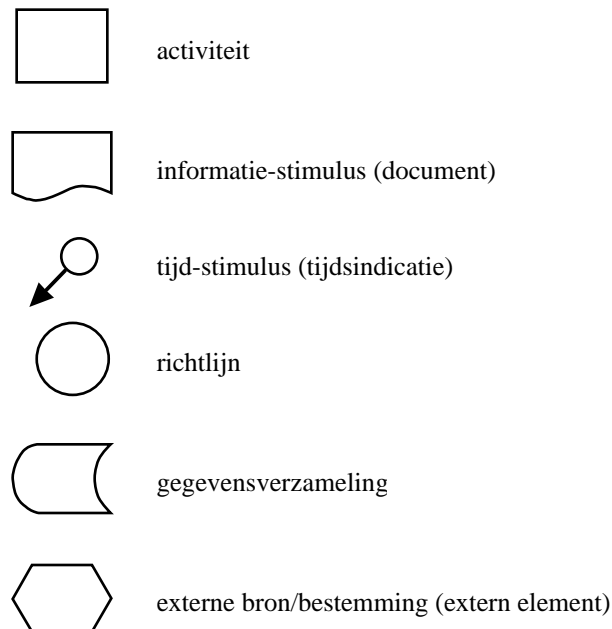 activiteit
informatie-stimulus (document)
tijd-stimulus (tijdsindicatie)
richtlijn
gegevensverzameling
externe bron/bestemming (extern element)